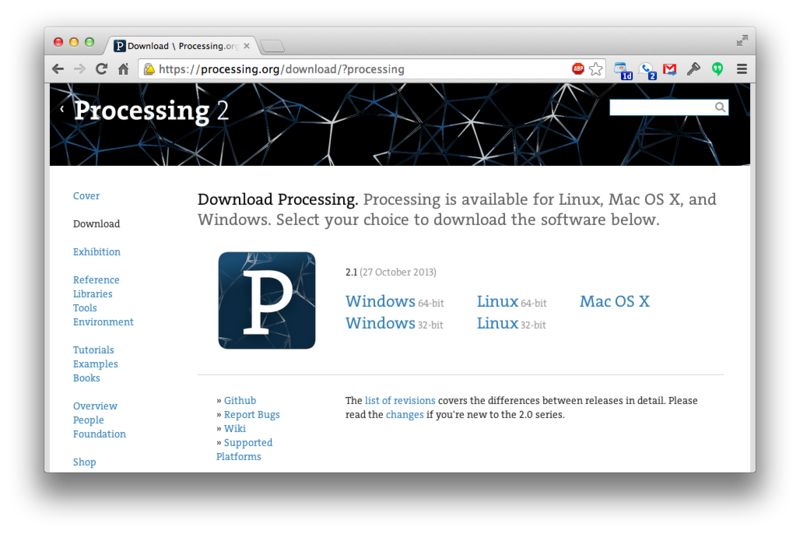 Download \ Processing.org
https://processing.org/download/?processing
ABP
1d
2
Processing 2
Cover
Download
Exhibition
Reference
Libraries
Tools
Environment
Tutorials
Examples
Books
Overview
People
Foundation
Shop
Download Processing. Processing is available for Linux, Mac OS X, and
Windows. Select your choice to download the software below.
P
2.1 (27 October 2013)
Windows 64-bit
Windows 32-bit
Linux 64-bit
Linux 32-bit
Mac OS X
» Github
» Report Bugs
» Wiki
» Supported
Platforms
The list of revisions covers the differences between releases in detail. Please
read the changes if you're new to the 2.0 series.